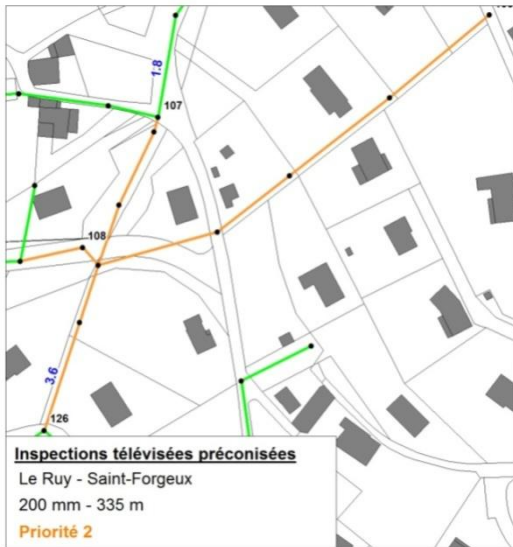 1.8
107
108
3.6
126
Inspections télévisées préconisées
Le Ruy - Saint-Forgeux
200 mm - 335 m
Priorité 2